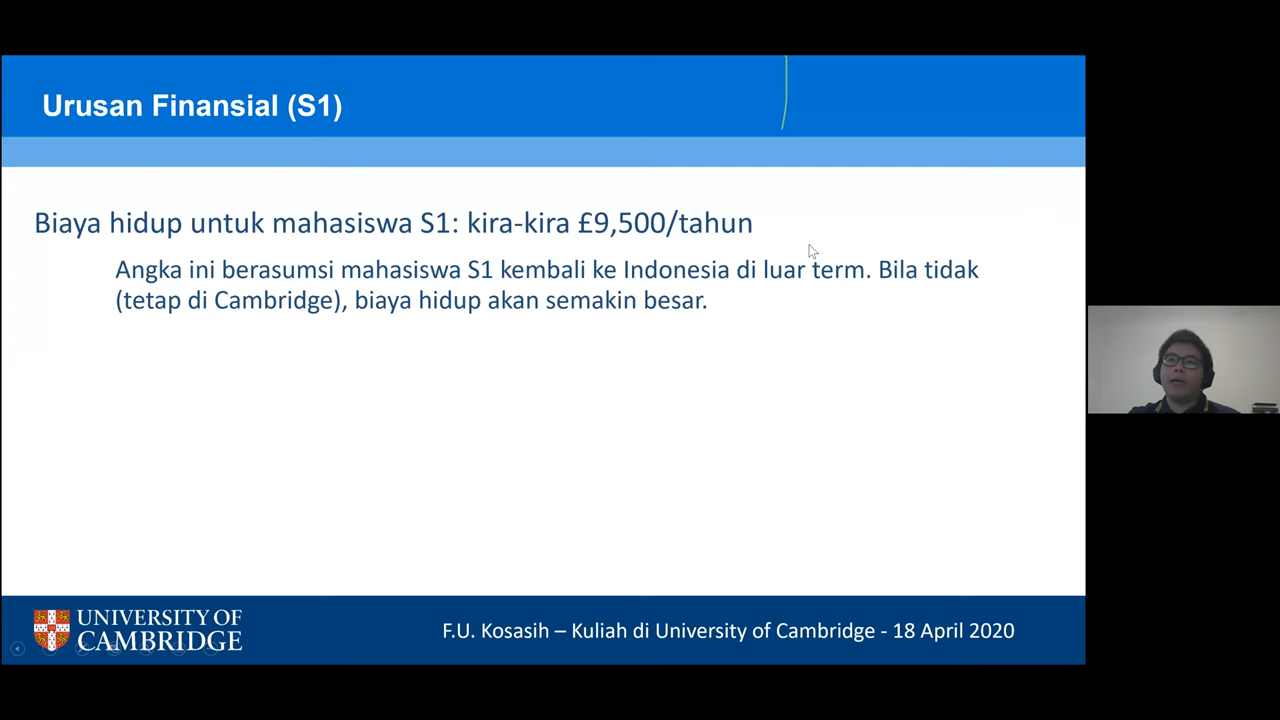 Urusan Finansial (S1)
Biaya hidup untuk mahasiswa S1: kira-kira £9,500/tahun
Angka ini berasumsi mahasiswa S1 kembali ke Indonesia di luar term. Bila tidak
(tetap di Cambridge), biaya hidup akan semakin besar.
UNIVERSITY OF
CAMBRIDGE
F.U. Kosasih – Kuliah di University of Cambridge - 18 April 2020